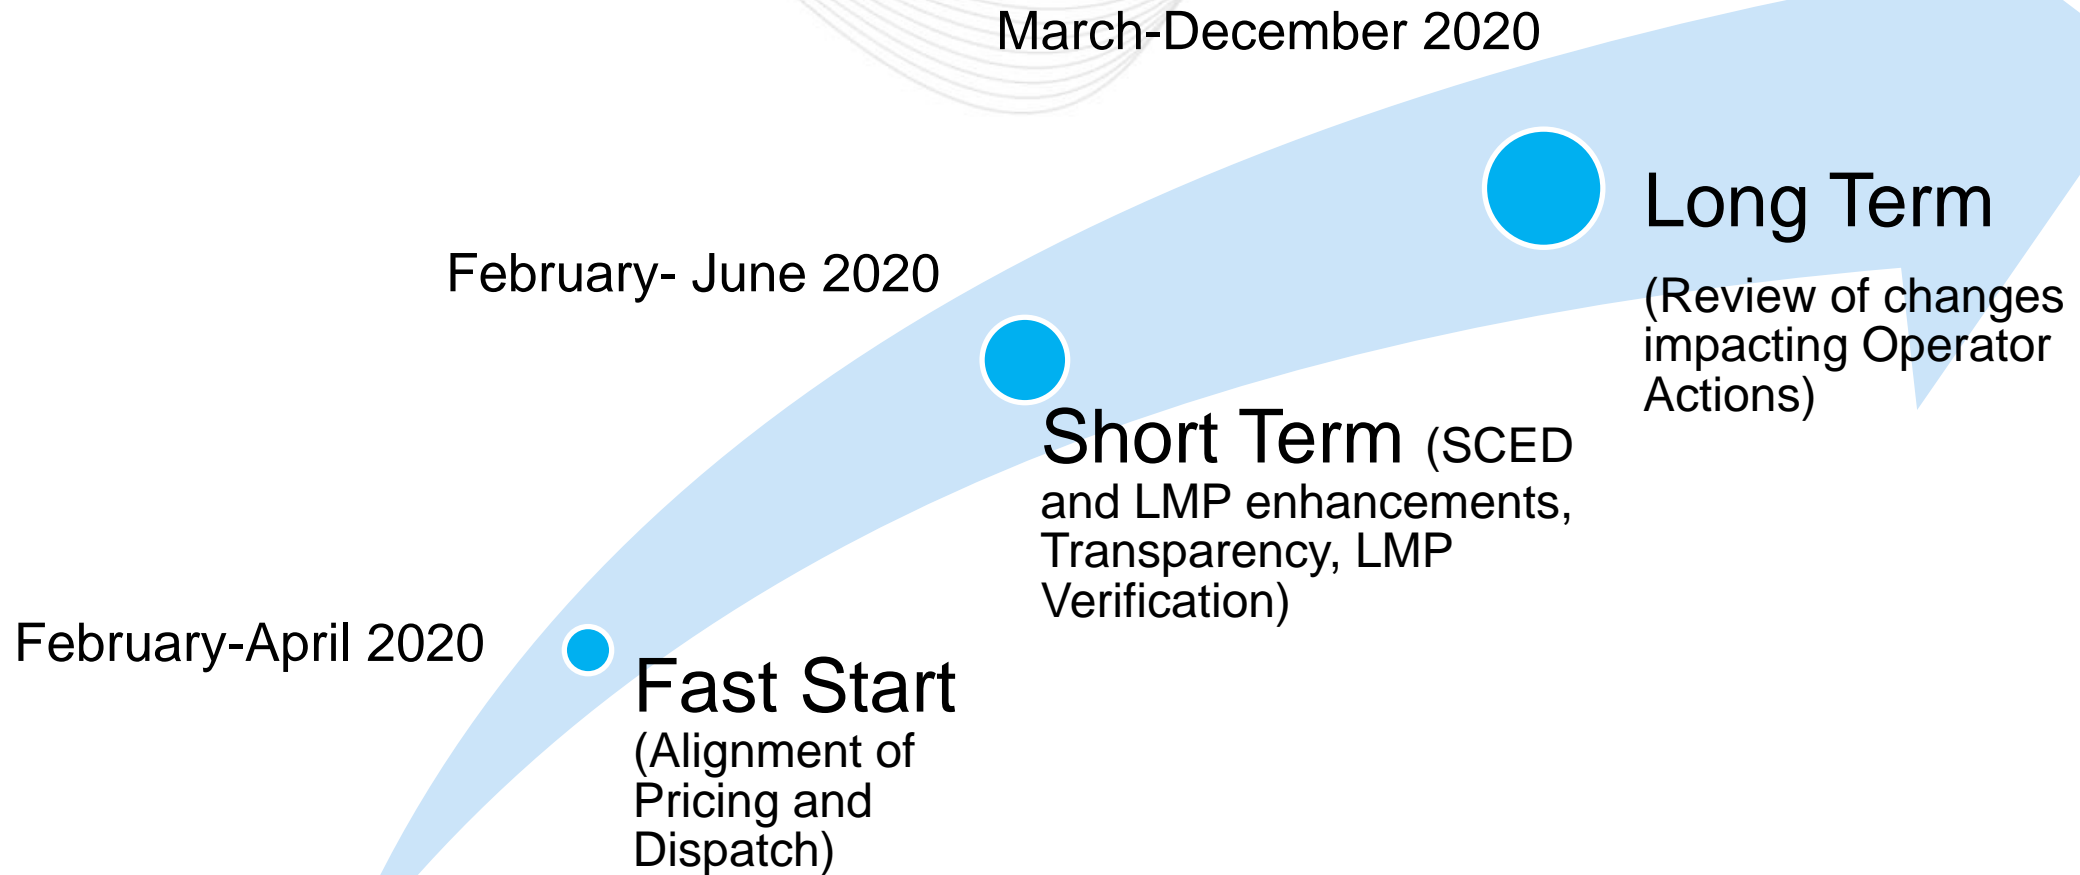 March-December 2020
Long Term
(Review of changes
impacting Operator
Actions)
February- June 2020
Short Term (SCED
and LMP enhancements,
Transparency, LMP
Verification)
February-April 2020
Fast Start
(Alignment of
Pricing and
Dispatch)